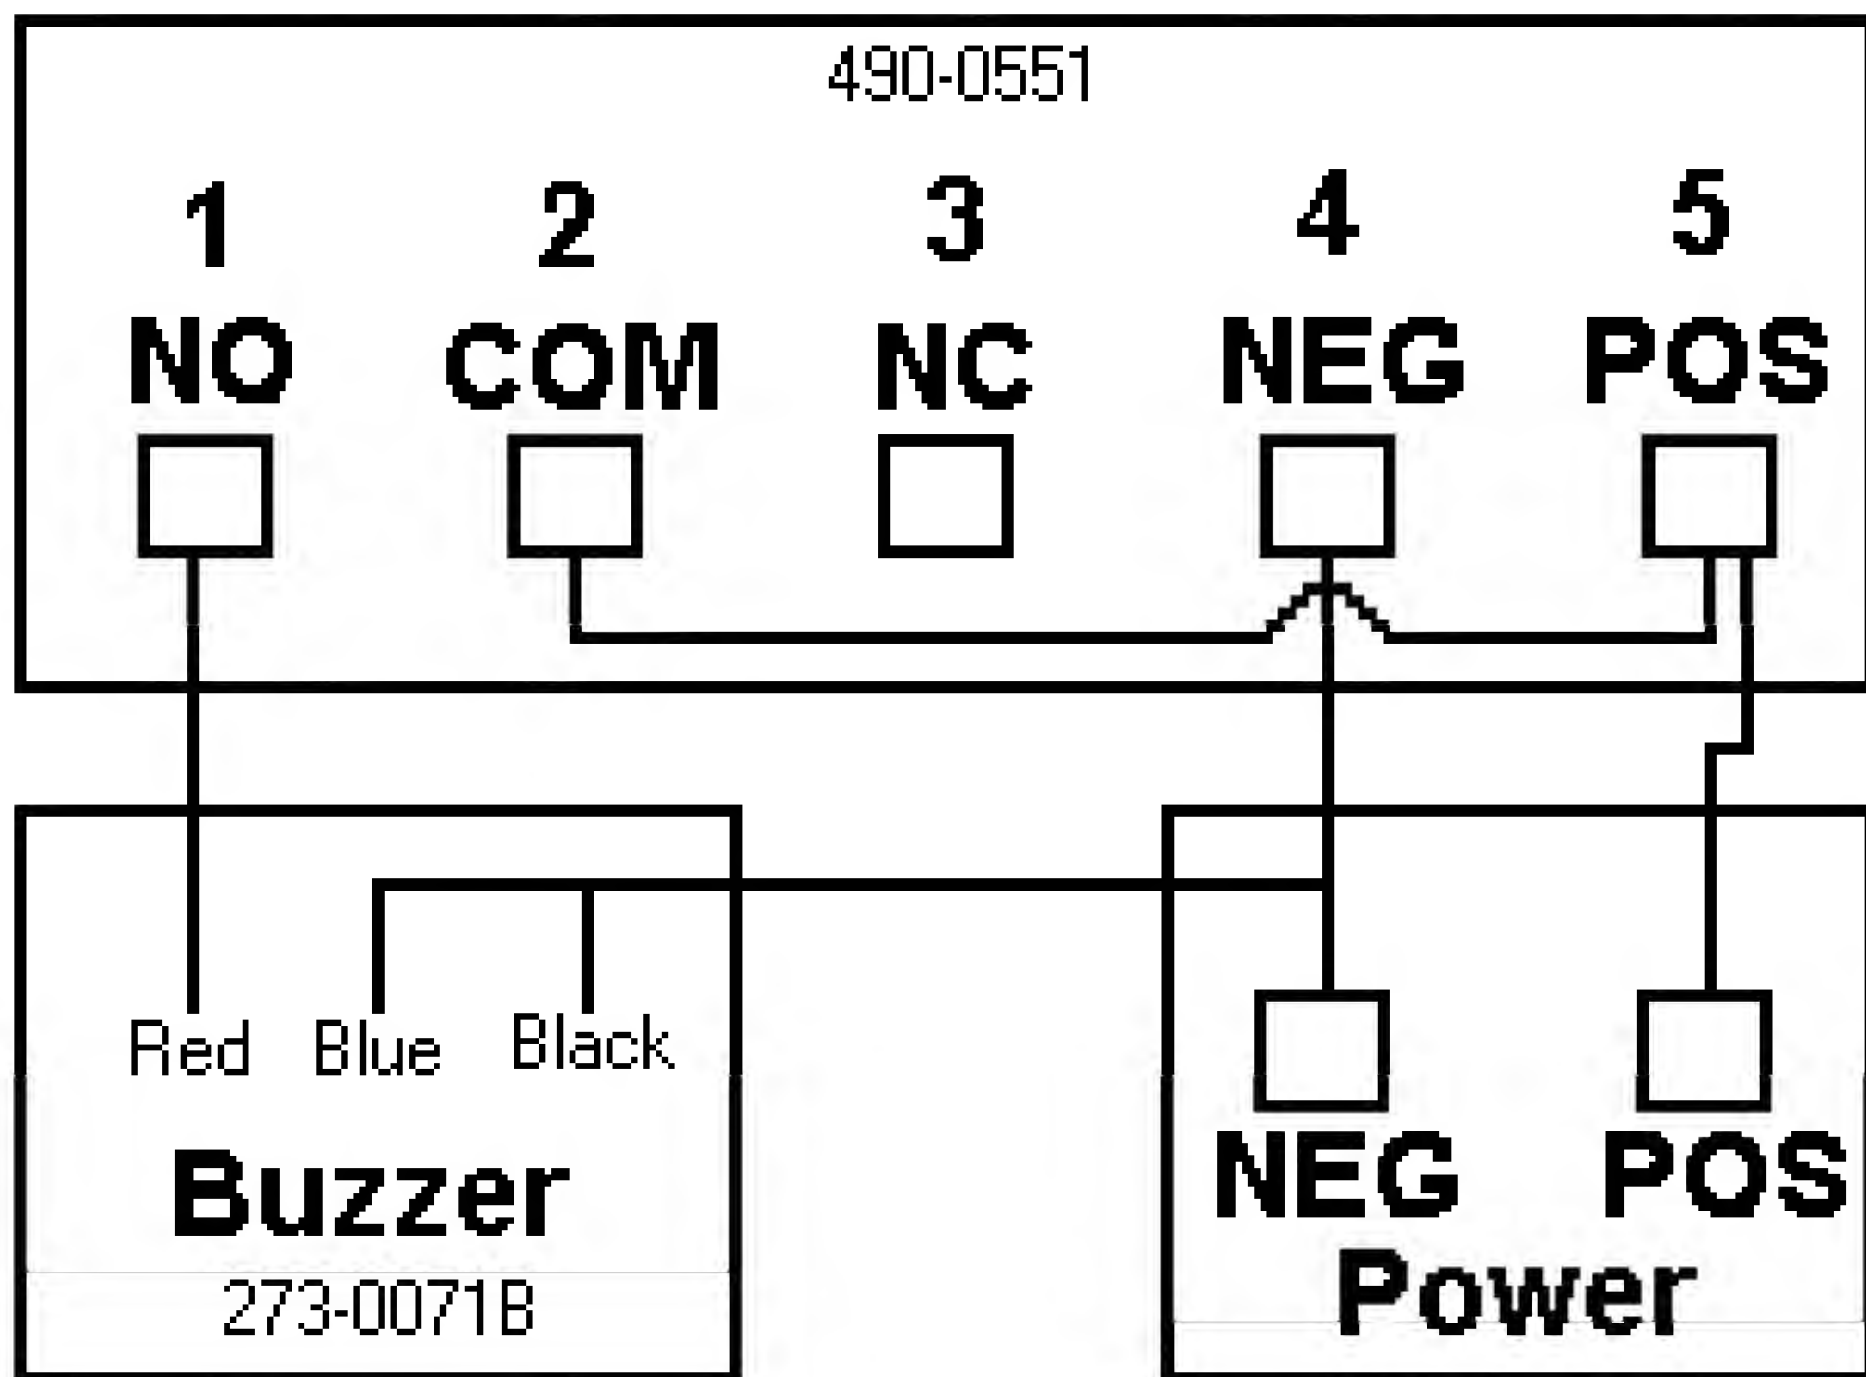 490-0551
1 2 3 4 5
NO COM NC NEG POS
Red Blue Black
Buzzer
273-0071B
NEG POS
Power